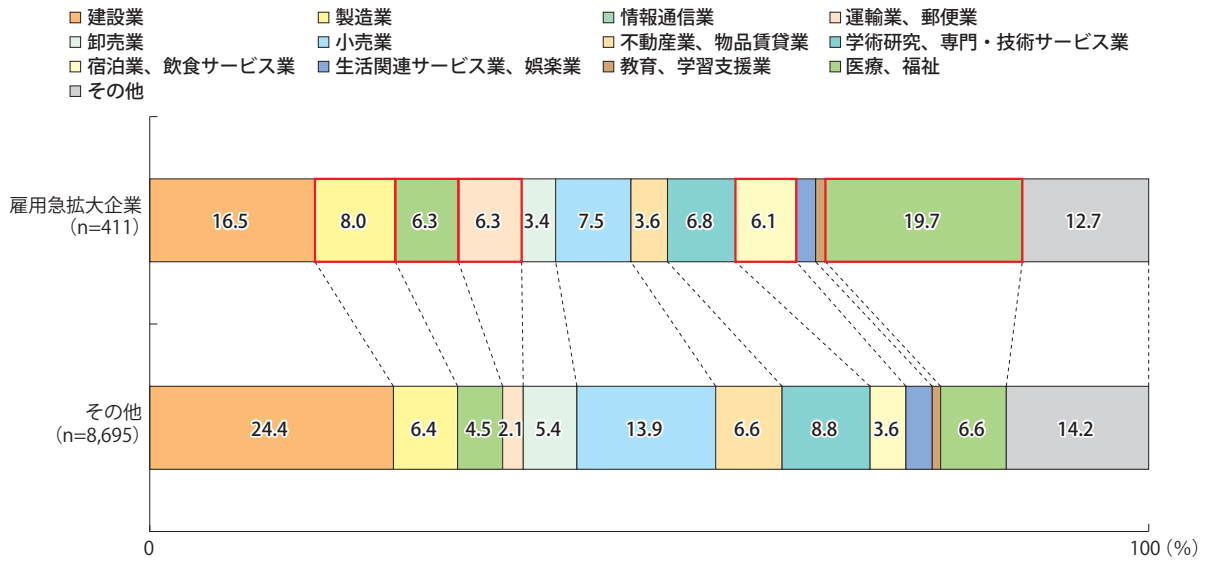 建設業 製造業 情報通信業 運輸業、郵便業
卸売業 小売業 不動産業、物品賃貸業 学術研究、専門・技術サービス業
宿泊業、飲食サービス業 生活関連サービス業、娯楽業 教育、学習支援業 医療、福祉
その他
雇用急拡大企業
(n=411)
16.5 8.0 6.3 6.3 3.4 7.5 3.6 6.8 6.1 19.7 12.7
その他
(n=8,695)
24.4 6.4 4.5 2.1 5.4 13.9 6.6 8.8 3.6 6.6 14.2
0 100 (%)